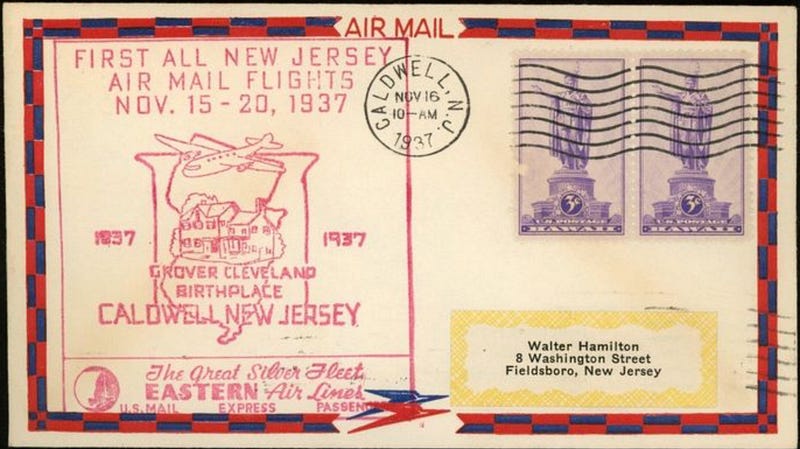 AIR MAIL
FIRST ALL NEW JERSEY
AIR MAIL FLIGHTS
NOV. 15-20, 1937
1837 1937
GROVER CLEVELAND
BIRTHPLACE
CALDWELL NEW JERSEY
The Great Silver Fleet
EASTERN Air Lines
U.S. MAIL EXPRESS PASSEN
CALDWELL, N.J.
NOV 16
10-AM
1937
3¢
U.S. POSTAGE
HAWAII
3¢
U.S. POSTAGE
HAWAII
Walter Hamilton
8 Washington Street
Fieldsboro, New Jersey